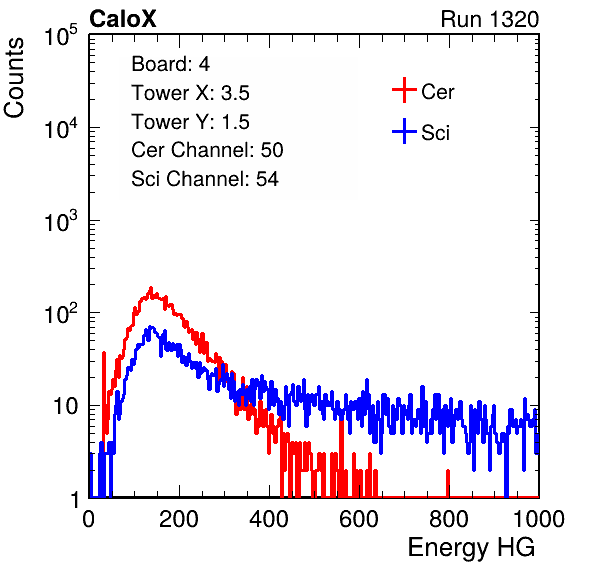 CaloX Run 1320
Counts
10^5
10^4
10^3
10^2
10
1
Board: 4
Tower X: 3.5
Tower Y: 1.5
Cer Channel: 50
Sci Channel: 54
Cer
Sci
0 200 400 600 800 1000
Energy HG